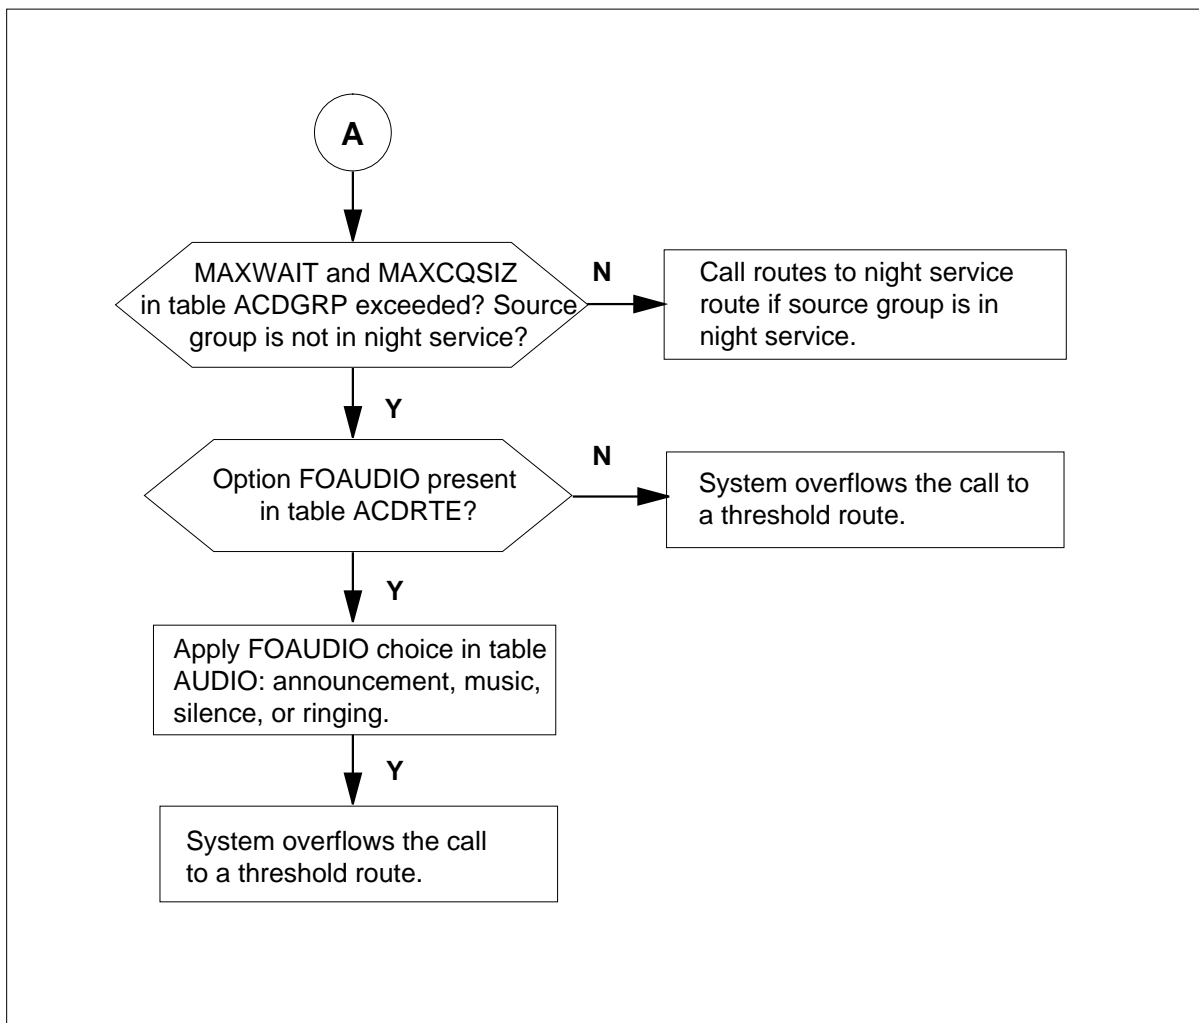 A
MAXWAIT and MAXCQSIZ
in table ACDGRP exceeded? Source
group is not in night service?
N
Call routes to night service
route if source group is in
night service.
Y
Option FOAUDIO present
in table ACDRTE?
N
System overflows the call to
a threshold route.
Y
Apply FOAUDIO choice in table
AUDIO: announcement, music,
silence, or ringing.
Y
System overflows the call
to a threshold route.